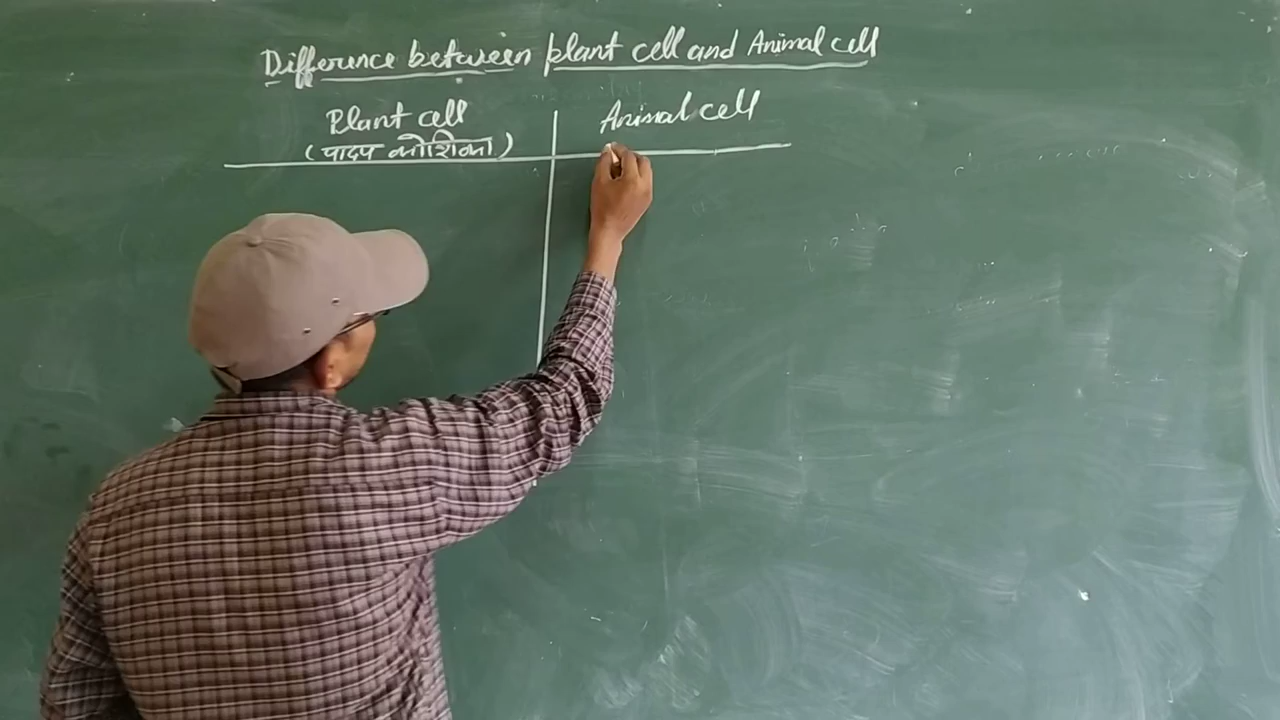 Difference between plant cell and Animal cell
Plant cell
Animal cell
(पादप कोशिका)